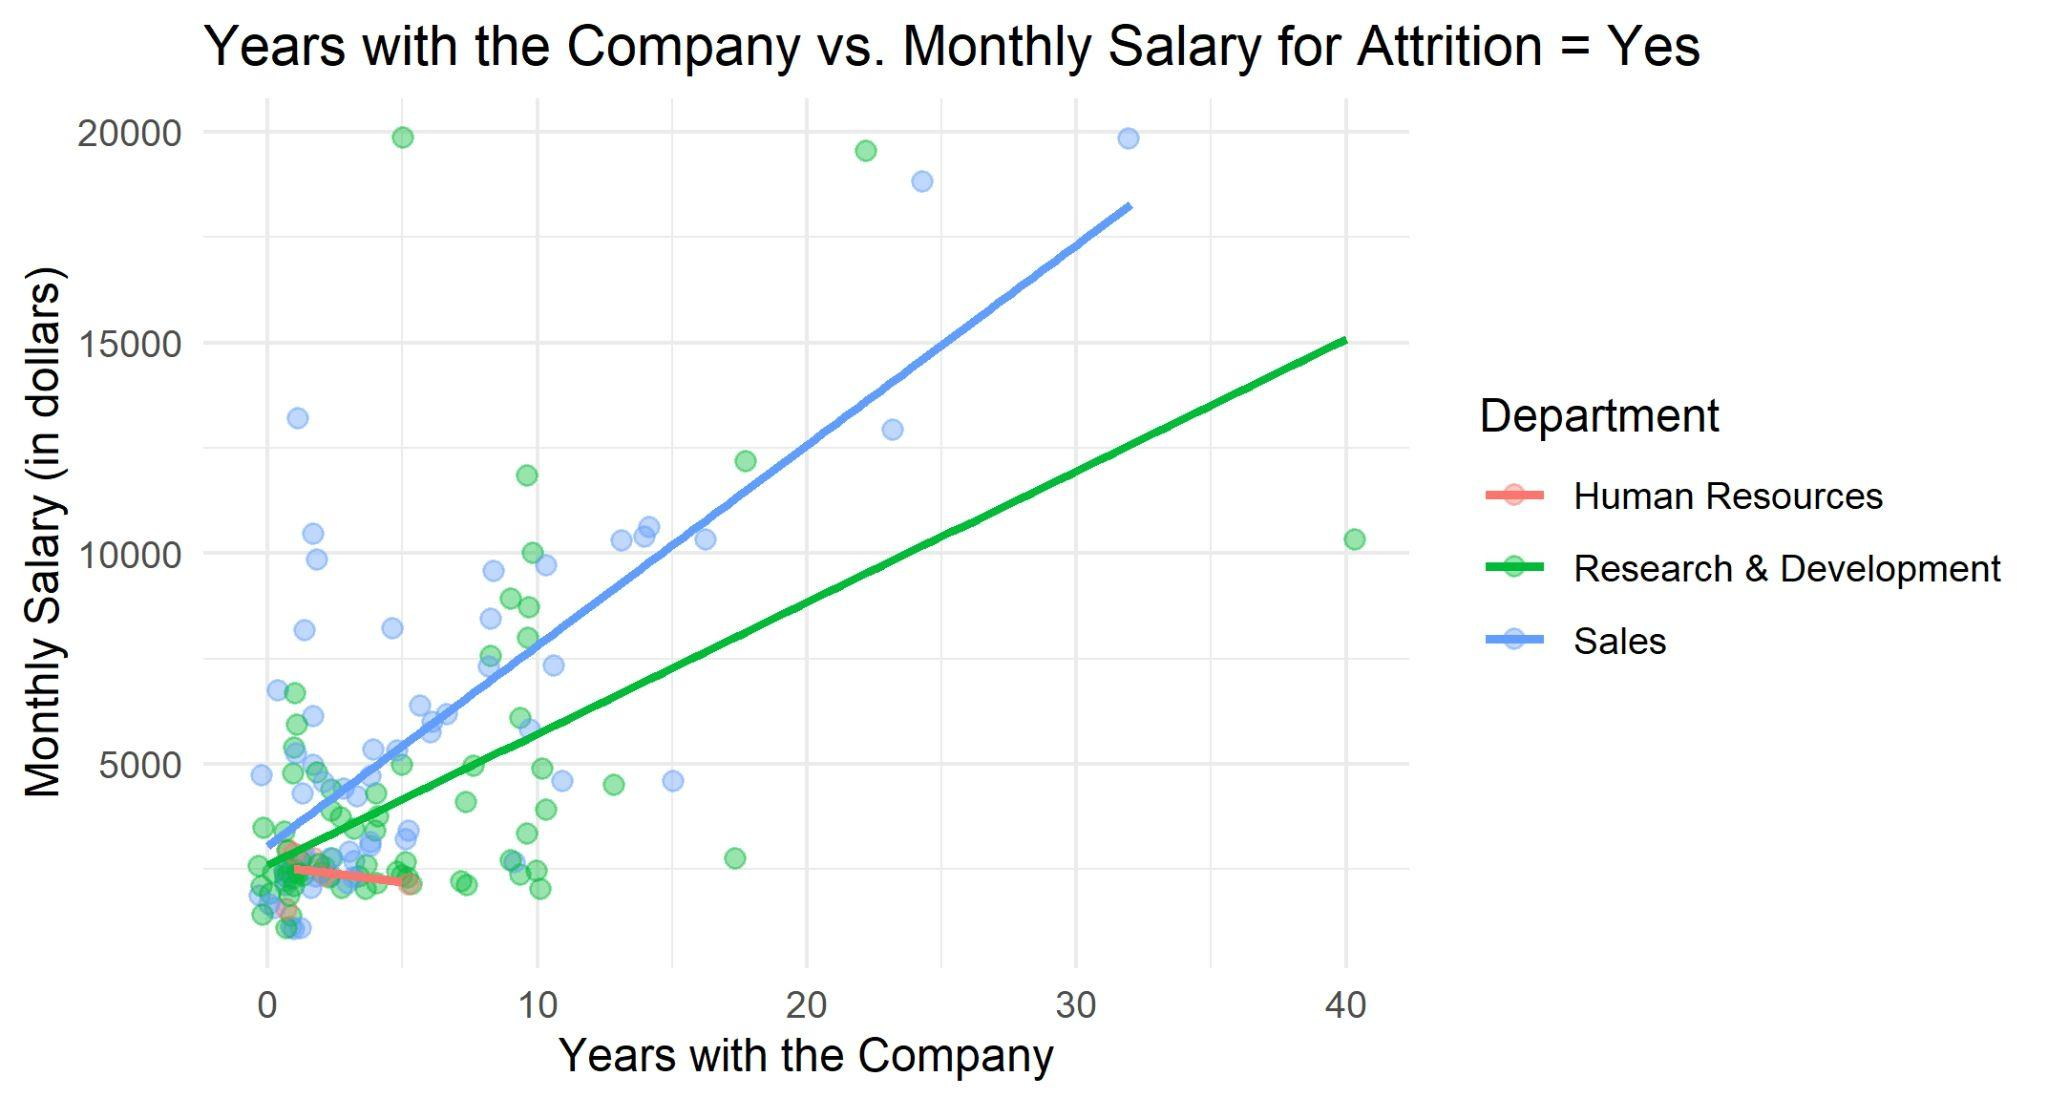 Years with the Company vs. Monthly Salary for Attrition = Yes
20000
15000
10000
5000
Monthly Salary (in dollars)
0 10 20 30 40
Years with the Company
Department
Human Resources
Research & Development
Sales